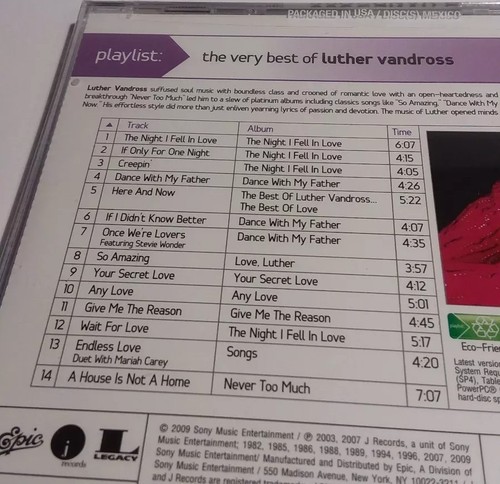 PACKAGED IN USA / DISC(S) MEXICO
playlist: the very best of luther vandross
Luther Vandross suffused soul music with boundless class and crooned of romantic love with an open-heartedness and
breakthrough "Never Too Much" led him to a slew of platinum albums including classics songs like "So Amazing," "Dance With My
Now." His effortless style did more than just enliven yearning lyrics of passion and devotion. The music of Luther opened minds
Track Album Time
1 The Night I Fell In Love The Night I Fell In Love 6:07
2 If Only For One Night The Night I Fell In Love 4:15
3 Creepin' The Night I Fell In Love 4:05
4 Dance With My Father Dance With My Father 4:26
5 Here And Now The Best Of Luther Vandross... 5:22
The Best Of Love
6 If I Didn't Know Better Dance With My Father 4:07
7 Once We're Lovers Dance With My Father 4:35
Featuring Stevie Wonder
8 So Amazing Love, Luther 3:57
9 Your Secret Love Your Secret Love 4:12
10 Any Love Any Love 5:01
11 Give Me The Reason Give Me The Reason 4:45
12 Wait For Love The Night I Fell In Love 5:17
13 Endless Love Songs 4:20
Duet With Mariah Carey
14 A House Is Not A Home Never Too Much 7:07
playlist
Eco-Frie
Latest versio
System Requ
(SP4), Table
PowerPC®
hard-disc sp
Epic
j
records
L
LEGACY
© 2009 Sony Music Entertainment / ℗ 2003, 2007 J Records, a unit of Sony
Music Entertainment; 1982, 1985, 1986, 1988, 1989, 1994, 1996, 2007, 2009
Sony Music Entertainment/ Manufactured and Distributed by Epic, A Division of
Sony Music Entertainment / 550 Madison Avenue, New York, NY
and J Records are registered